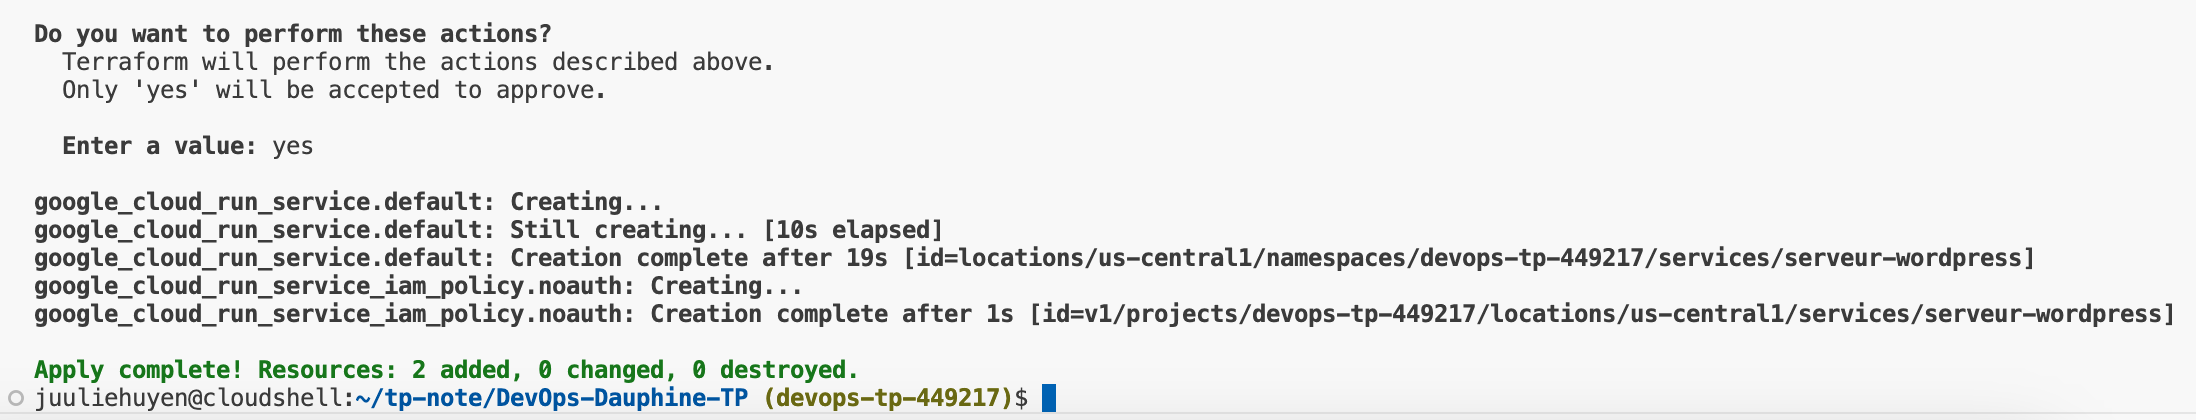 Do you want to perform these actions?
Terraform will perform the actions described above.
Only 'yes' will be accepted to approve.
Enter a value: yes
google_cloud_run_service.default: Creating...
google_cloud_run_service.default: Still creating... [10s elapsed]
google_cloud_run_service.default: Creation complete after 19s [id=locations/us-central1/namespaces/devops-tp-449217/services/serveur-wordpress]
google_cloud_run_service_iam_policy.noauth: Creating...
google_cloud_run_service_iam_policy.noauth: Creation complete after 1s [id=v1/projects/devops-tp-449217/locations/us-central1/services/serveur-wordpress]
Apply complete! Resources: 2 added, 0 changed, 0 destroyed.
juuliehuyen@cloudshell:~/tp-note/DevOps-Dauphine-TP (devops-tp-449217)$